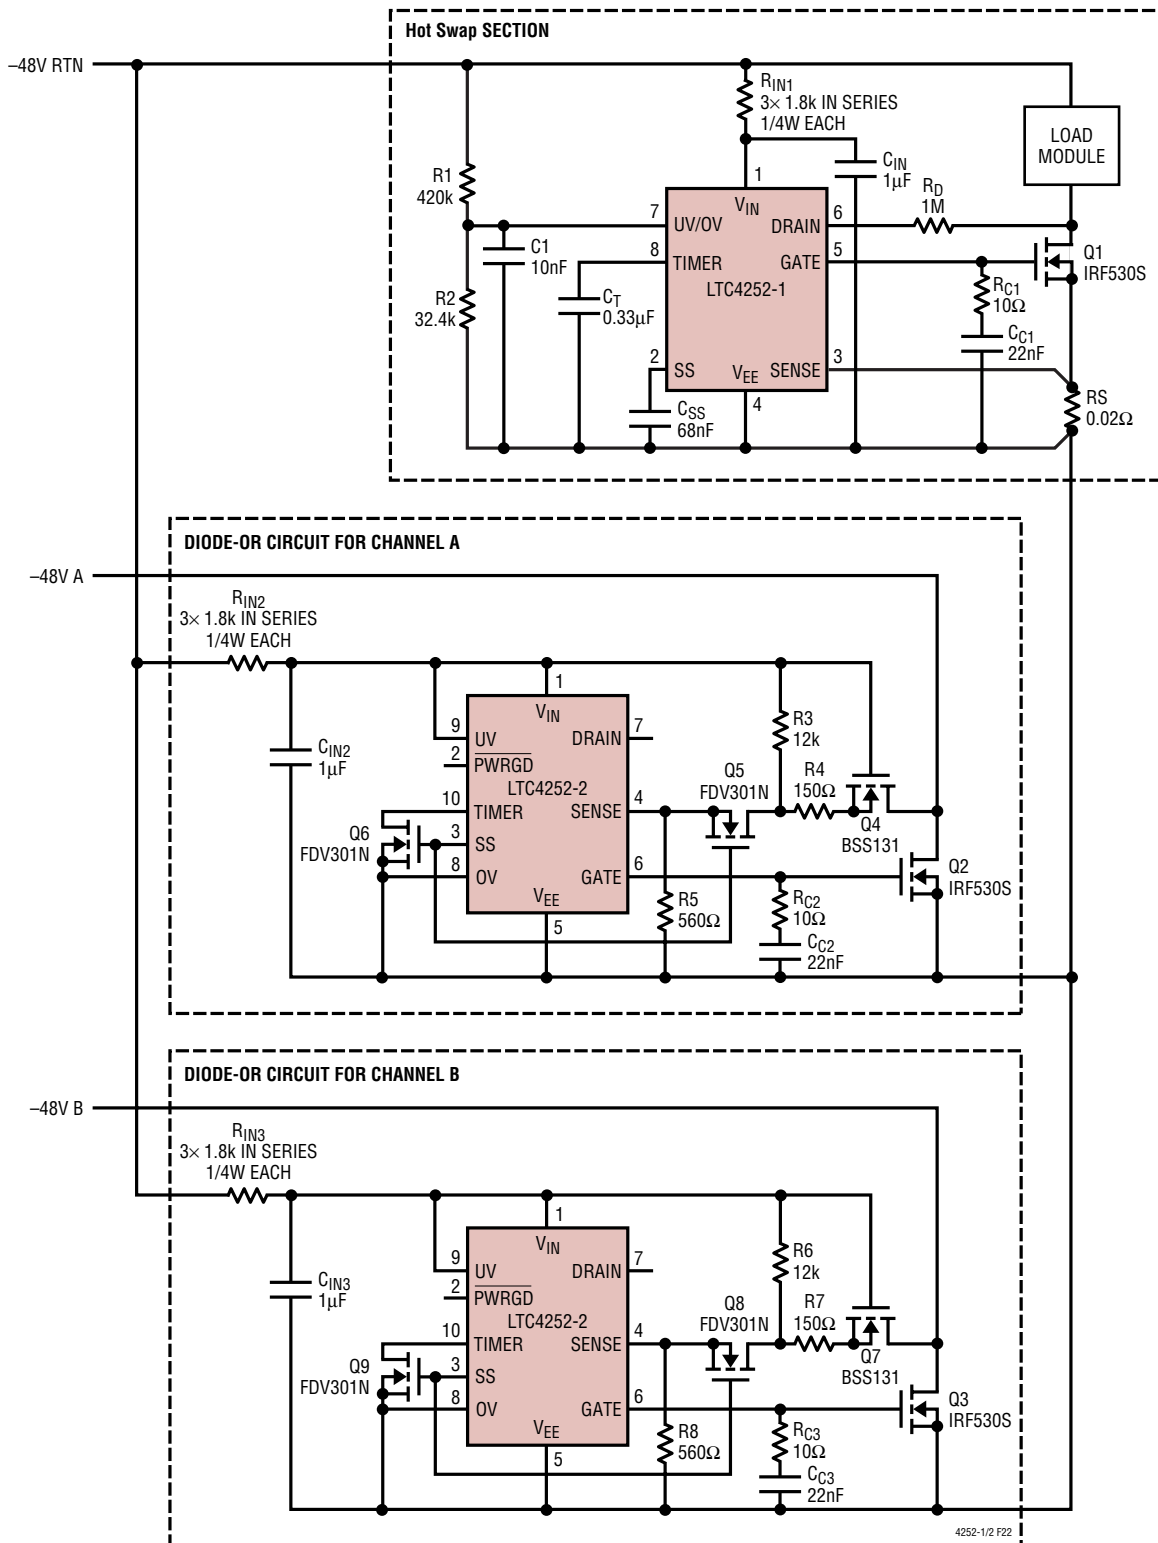 Hot Swap SECTION
–48V RTN
RIN1
3× 1.8k IN SERIES
1/4W EACH
LOAD
MODULE
CIN
1µF
1
VIN
R1
420k
RD
1M
7
UV/OV
DRAIN
6
C1
10nF
8
TIMER
GATE
5
Q1
IRF530S
LTC4252-1
RC1
10Ω
CT
0.33µF
R2
32.4k
CC1
22nF
2
SS
VEE
SENSE
3
4
CSS
68nF
RS
0.02Ω
DIODE-OR CIRCUIT FOR CHANNEL A
–48V A
RIN2
3× 1.8k IN SERIES
1/4W EACH
1
VIN
R3
12k
9
UV
DRAIN
7
CIN2
1µF
2
PWRGD
Q5
FDV301N
R4
150Ω
LTC4252-2
10
TIMER
SENSE
4
Q4
BSS131
Q6
FDV301N
3
SS
8
OV
GATE
6
Q2
IRF530S
VEE
R5
560Ω
RC2
10Ω
5
CC2
22nF
DIODE-OR CIRCUIT FOR CHANNEL B
–48V B
RIN3
3× 1.8k IN SERIES
1/4W EACH
1
VIN
R6
12k
9
UV
DRAIN
7
CIN3
1µF
2
PWRGD
Q8
FDV301N
R7
150Ω
LTC4252-2
10
TIMER
SENSE
4
Q7
BSS131
Q9
FDV301N
3
SS
8
OV
GATE
6
Q3
IRF530S
VEE
R8
560Ω
RC3
10Ω
5
CC3
22nF
4252-1/2 F22